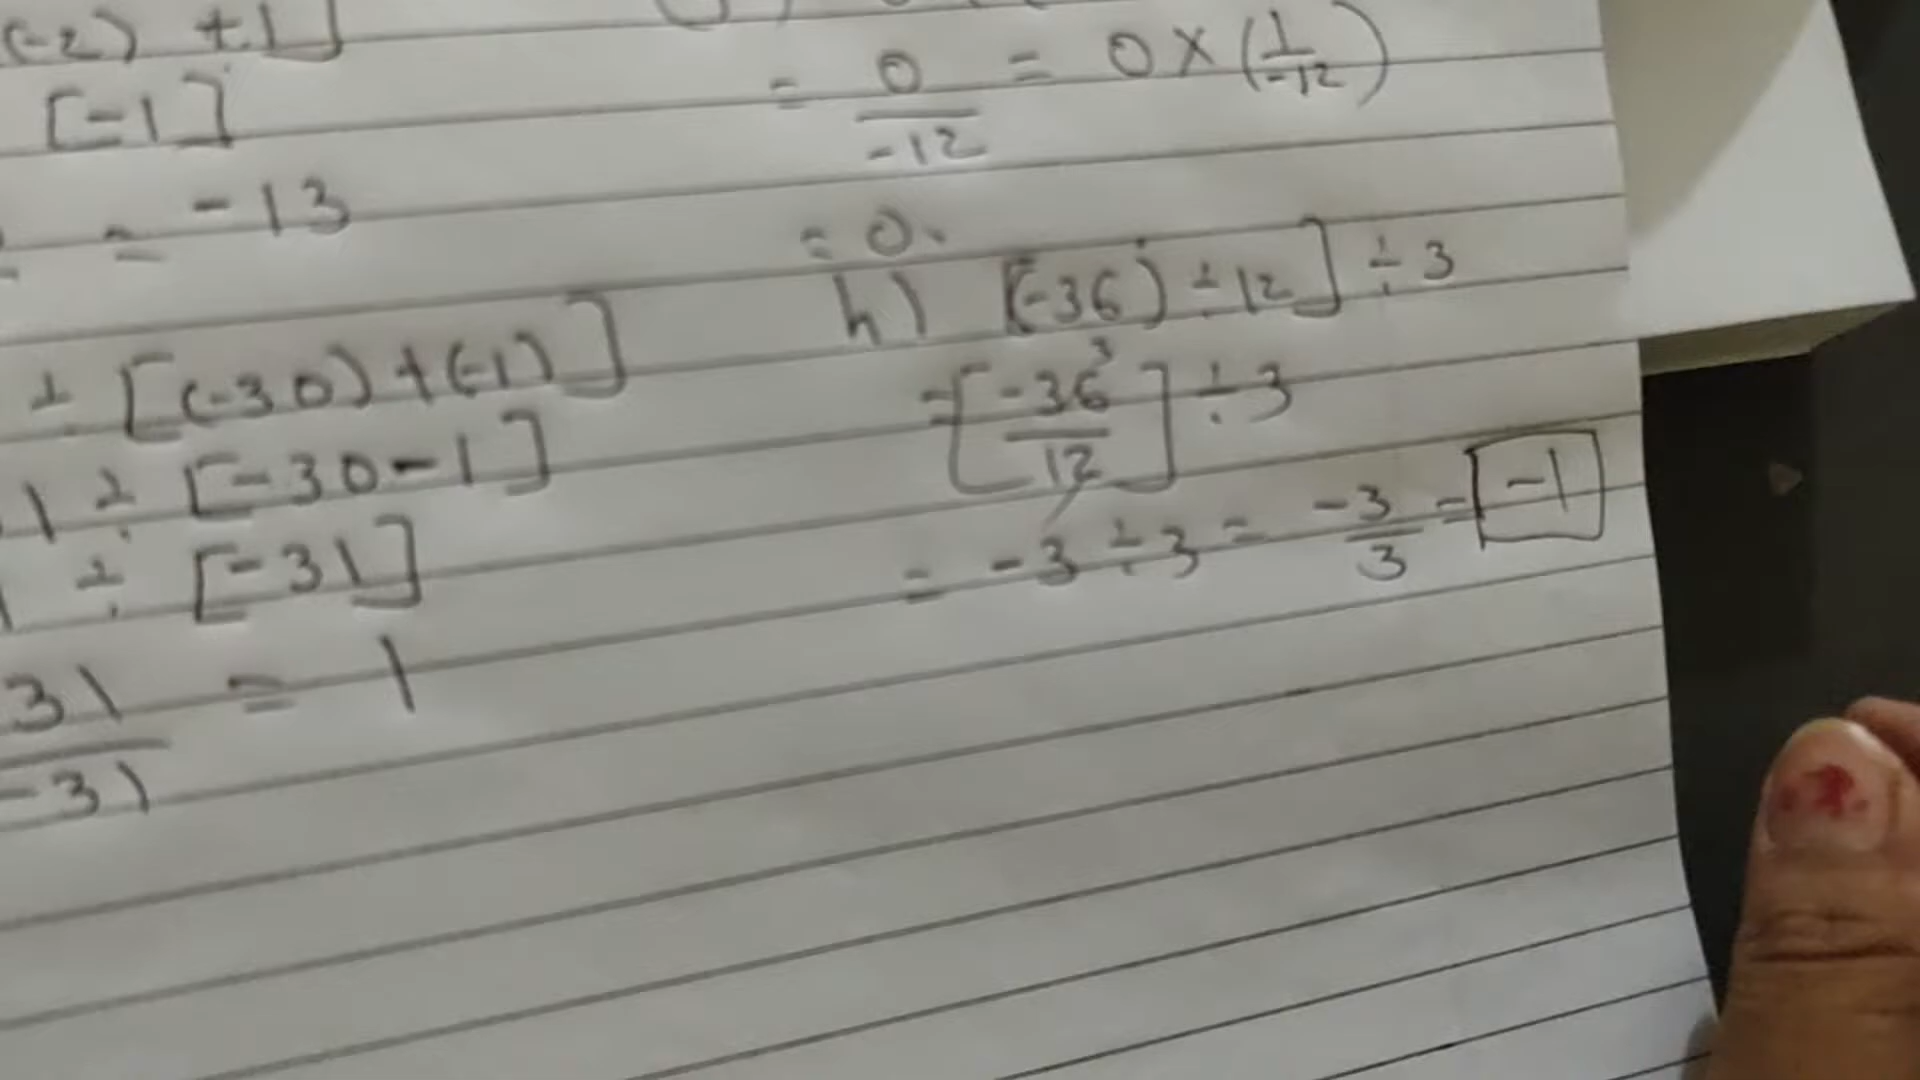 (-2) +1]
[-1]
= -13
÷ [(-30)+(-1)]
1 ÷ [-30-1]
÷ [-31]
31/-31 = 1
= 0/-12 = 0 × (1/-12)
= 0.
h) [(-36) ÷ 12] ÷ 3
= [-36/12]³ ÷ 3
= -3 ÷ 3 = -3/3 = -1